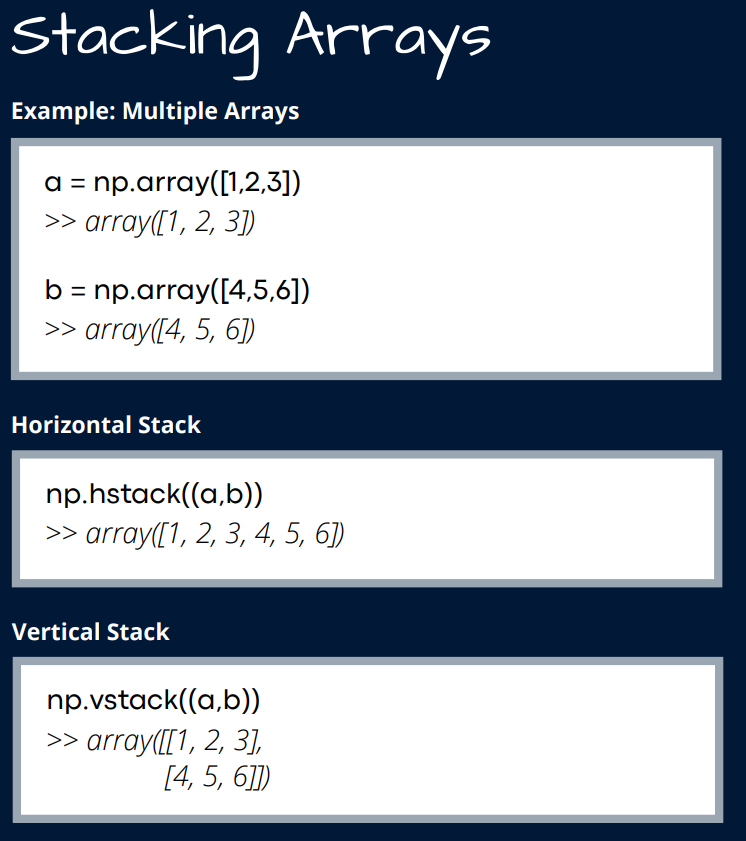 Stacking Arrays
Example: Multiple Arrays
a = np.array([1,2,3])
>> array([1, 2, 3])
b = np.array([4,5,6])
>> array([4, 5, 6])
Horizontal Stack
np.hstack((a,b))
>> array([1, 2, 3, 4, 5, 6])
Vertical Stack
np.vstack((a,b))
>> array([[1, 2, 3],
[4, 5, 6]])